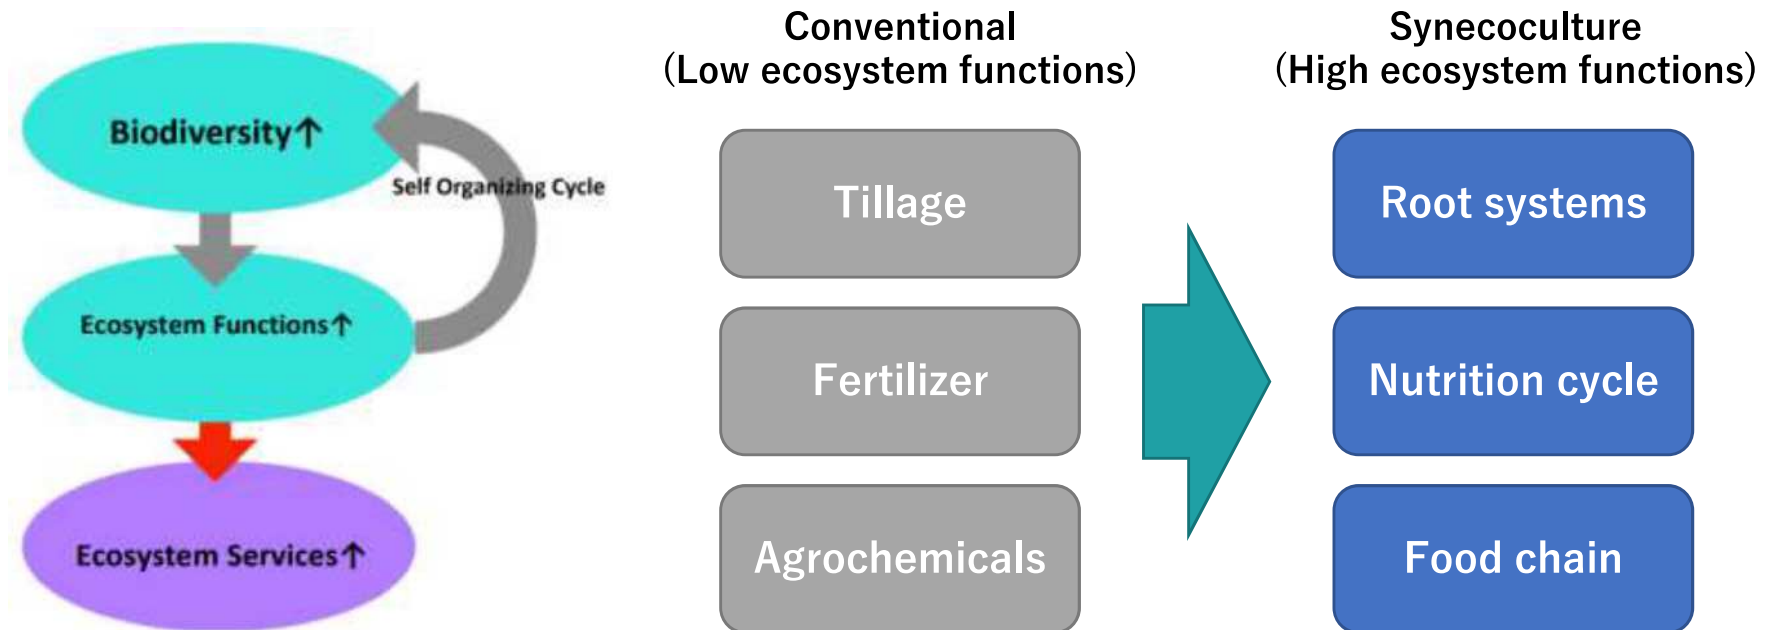 Biodiversity↑
Self Organizing Cycle
Ecosystem Functions↑
Ecosystem Services↑
Conventional
(Low ecosystem functions)
Tillage
Fertilizer
Agrochemicals
Synecoculture
(High ecosystem functions)
Root systems
Nutrition cycle
Food chain